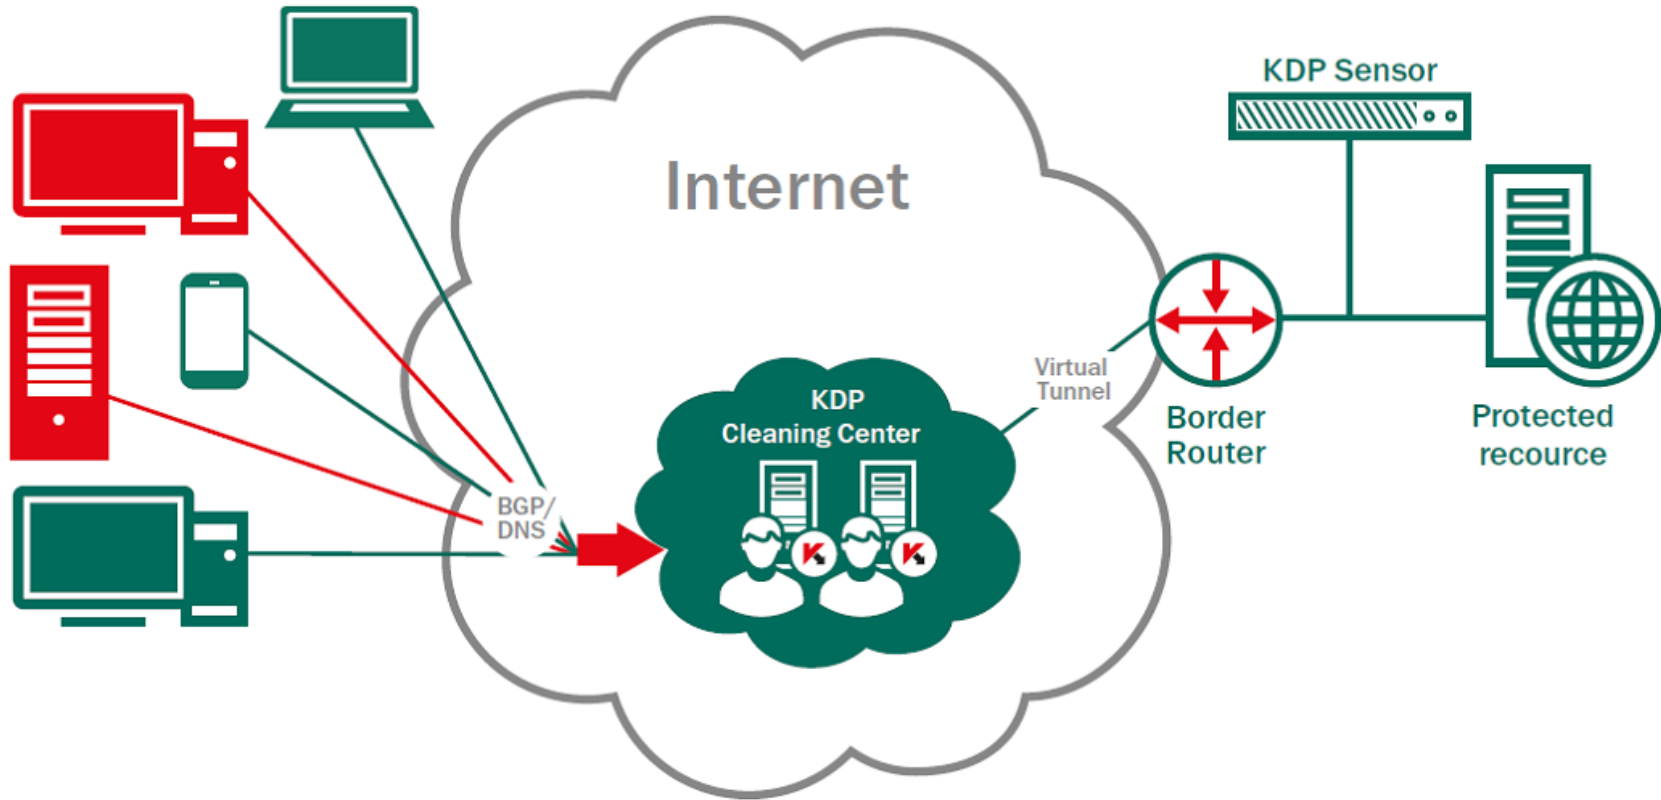 KDP Sensor
Internet
Virtual
Tunnel
KDP
Cleaning Center
Border
Router
Protected
recource
BGP/
DNS